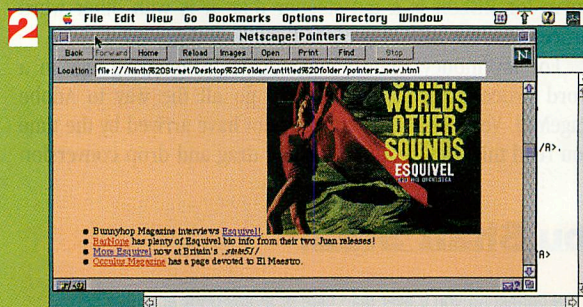 2
File Edit View Go Bookmarks Options Directory Window
Netscape: Pointers
Back Forward Home Reload Images Open Print Find Stop
N
Location: file:///Ninth%20Street/Desktop%20Folder/untitled%20folder/pointers_new.html
WORLDS
OTHER
SOUNDS
ESQUIVEL
/A>.
Bunnyhop Magazine interviews Esquivel!.
BarNone has plenty of Esquivel bio info from their two Juan releases!
More Esquivel now at Britain's
Occulus Magazine has a page devoted to El Maestro.
A>